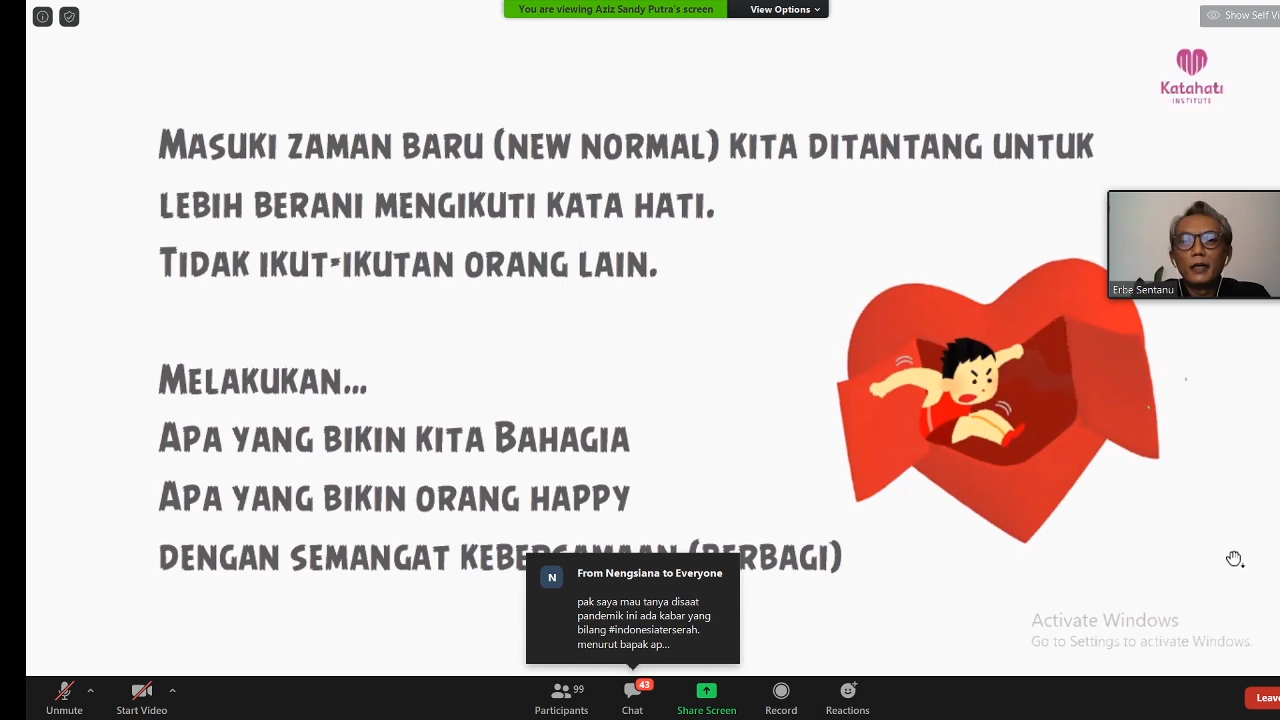 You are viewing Aziz Sandy Putra's screen
View Options
Show Self Vi
Katahati
INSTITUTE
MASUKI ZAMAN BARU (NEW NORMAL) KITA DITANTANG UNTUK
LEBIH BERANI MENGIKUTI KATA HATI.
TIDAK IKUT-IKUTAN ORANG LAIN.
Erbe Sentanu
MELAKUKAN...
APA YANG BIKIN KITA BAHAGIA
APA YANG BIKIN ORANG HAPPY
DENGAN SEMANGAT KEBERSAMAAN (BERBAGI)
N
From Nengsiana to Everyone
pak saya mau tanya disaat
pandemik ini ada kabar yang
bilang #indonesiaterserah.
menurut bapak ap...
Activate Windows
Go to Settings to activate Windows.
Unmute
Start Video
99
Participants
43
Chat
Share Screen
Record
Reactions
Leav